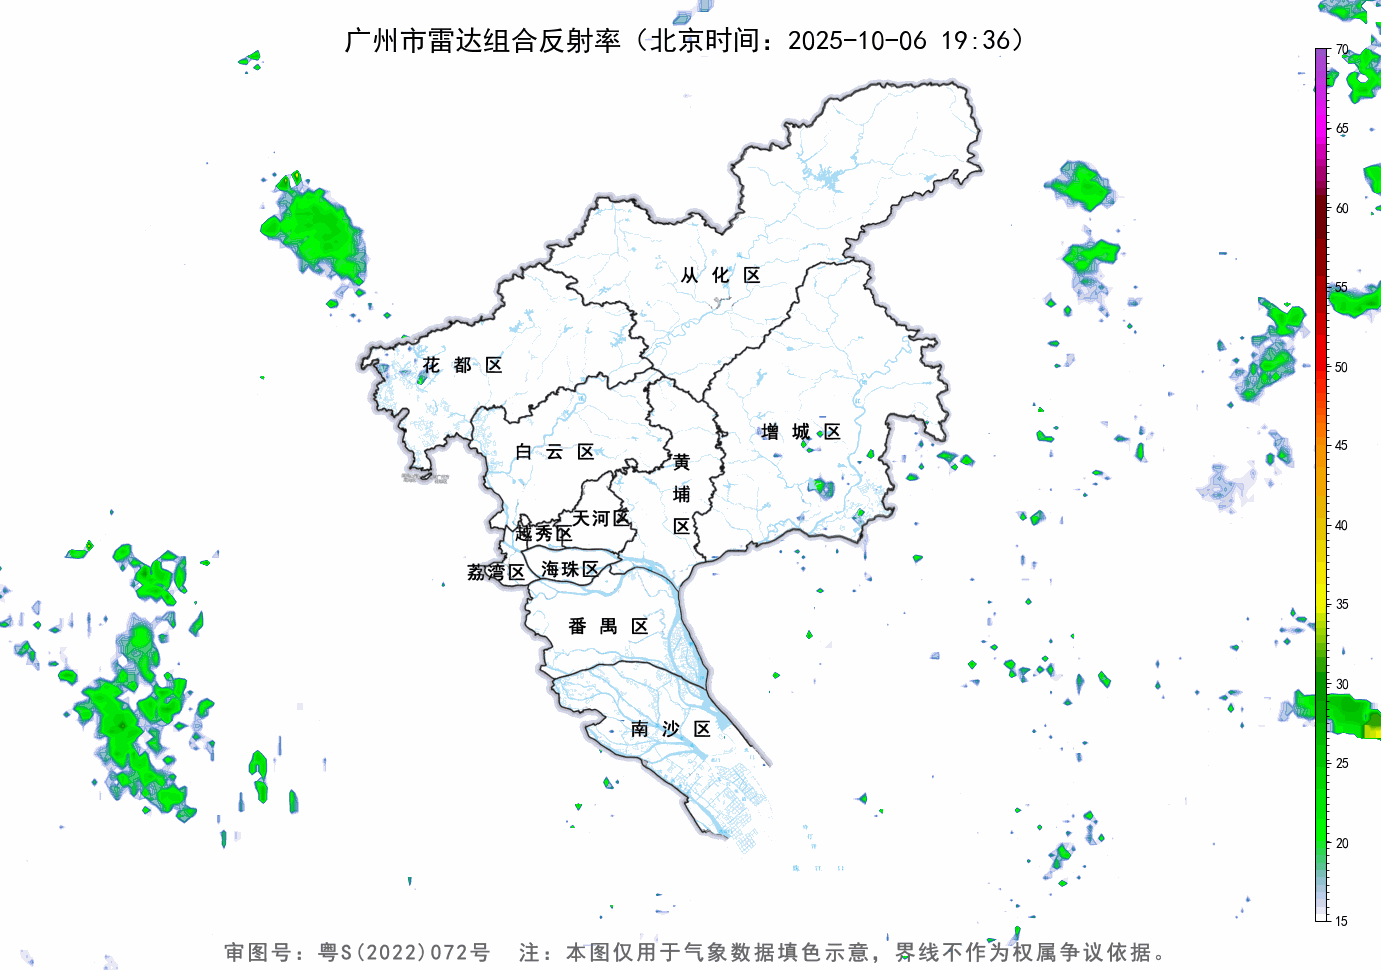 广州市雷达组合反射率（北京时间：2025-10-06 19:36）
70
65
60
55
50
45
40
35
30
25
20
15
从化区
花都区
增城区
白云区
黄埔区
天河区
越秀区
荔湾区
海珠区
番禺区
南沙区
审图号：粤S(2022)072号 注：本图仅用于气象数据填色示意，界线不作为权属争议依据。